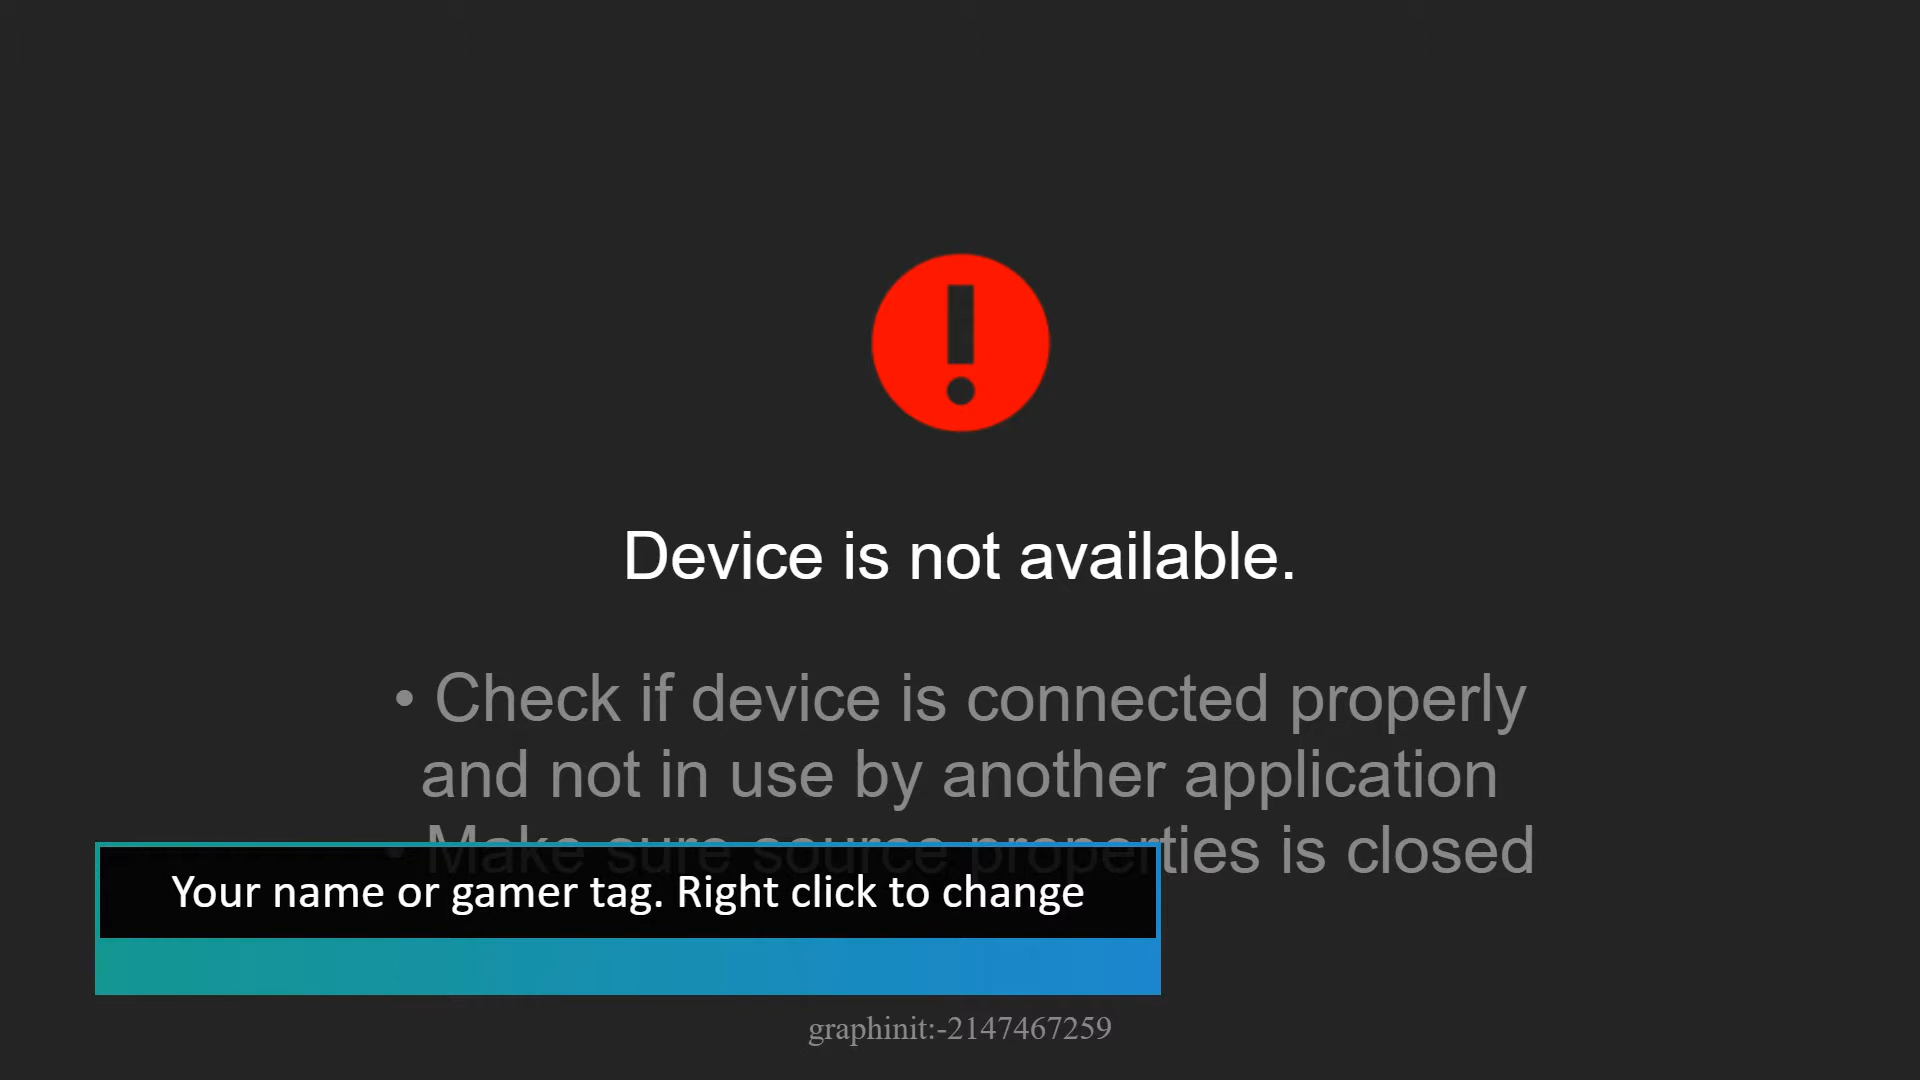 Device is not available.
• Check if device is connected properly
and not in use by another application
• Make sure source properties is closed
Your name or gamer tag. Right click to change
graphinit:-2147467259